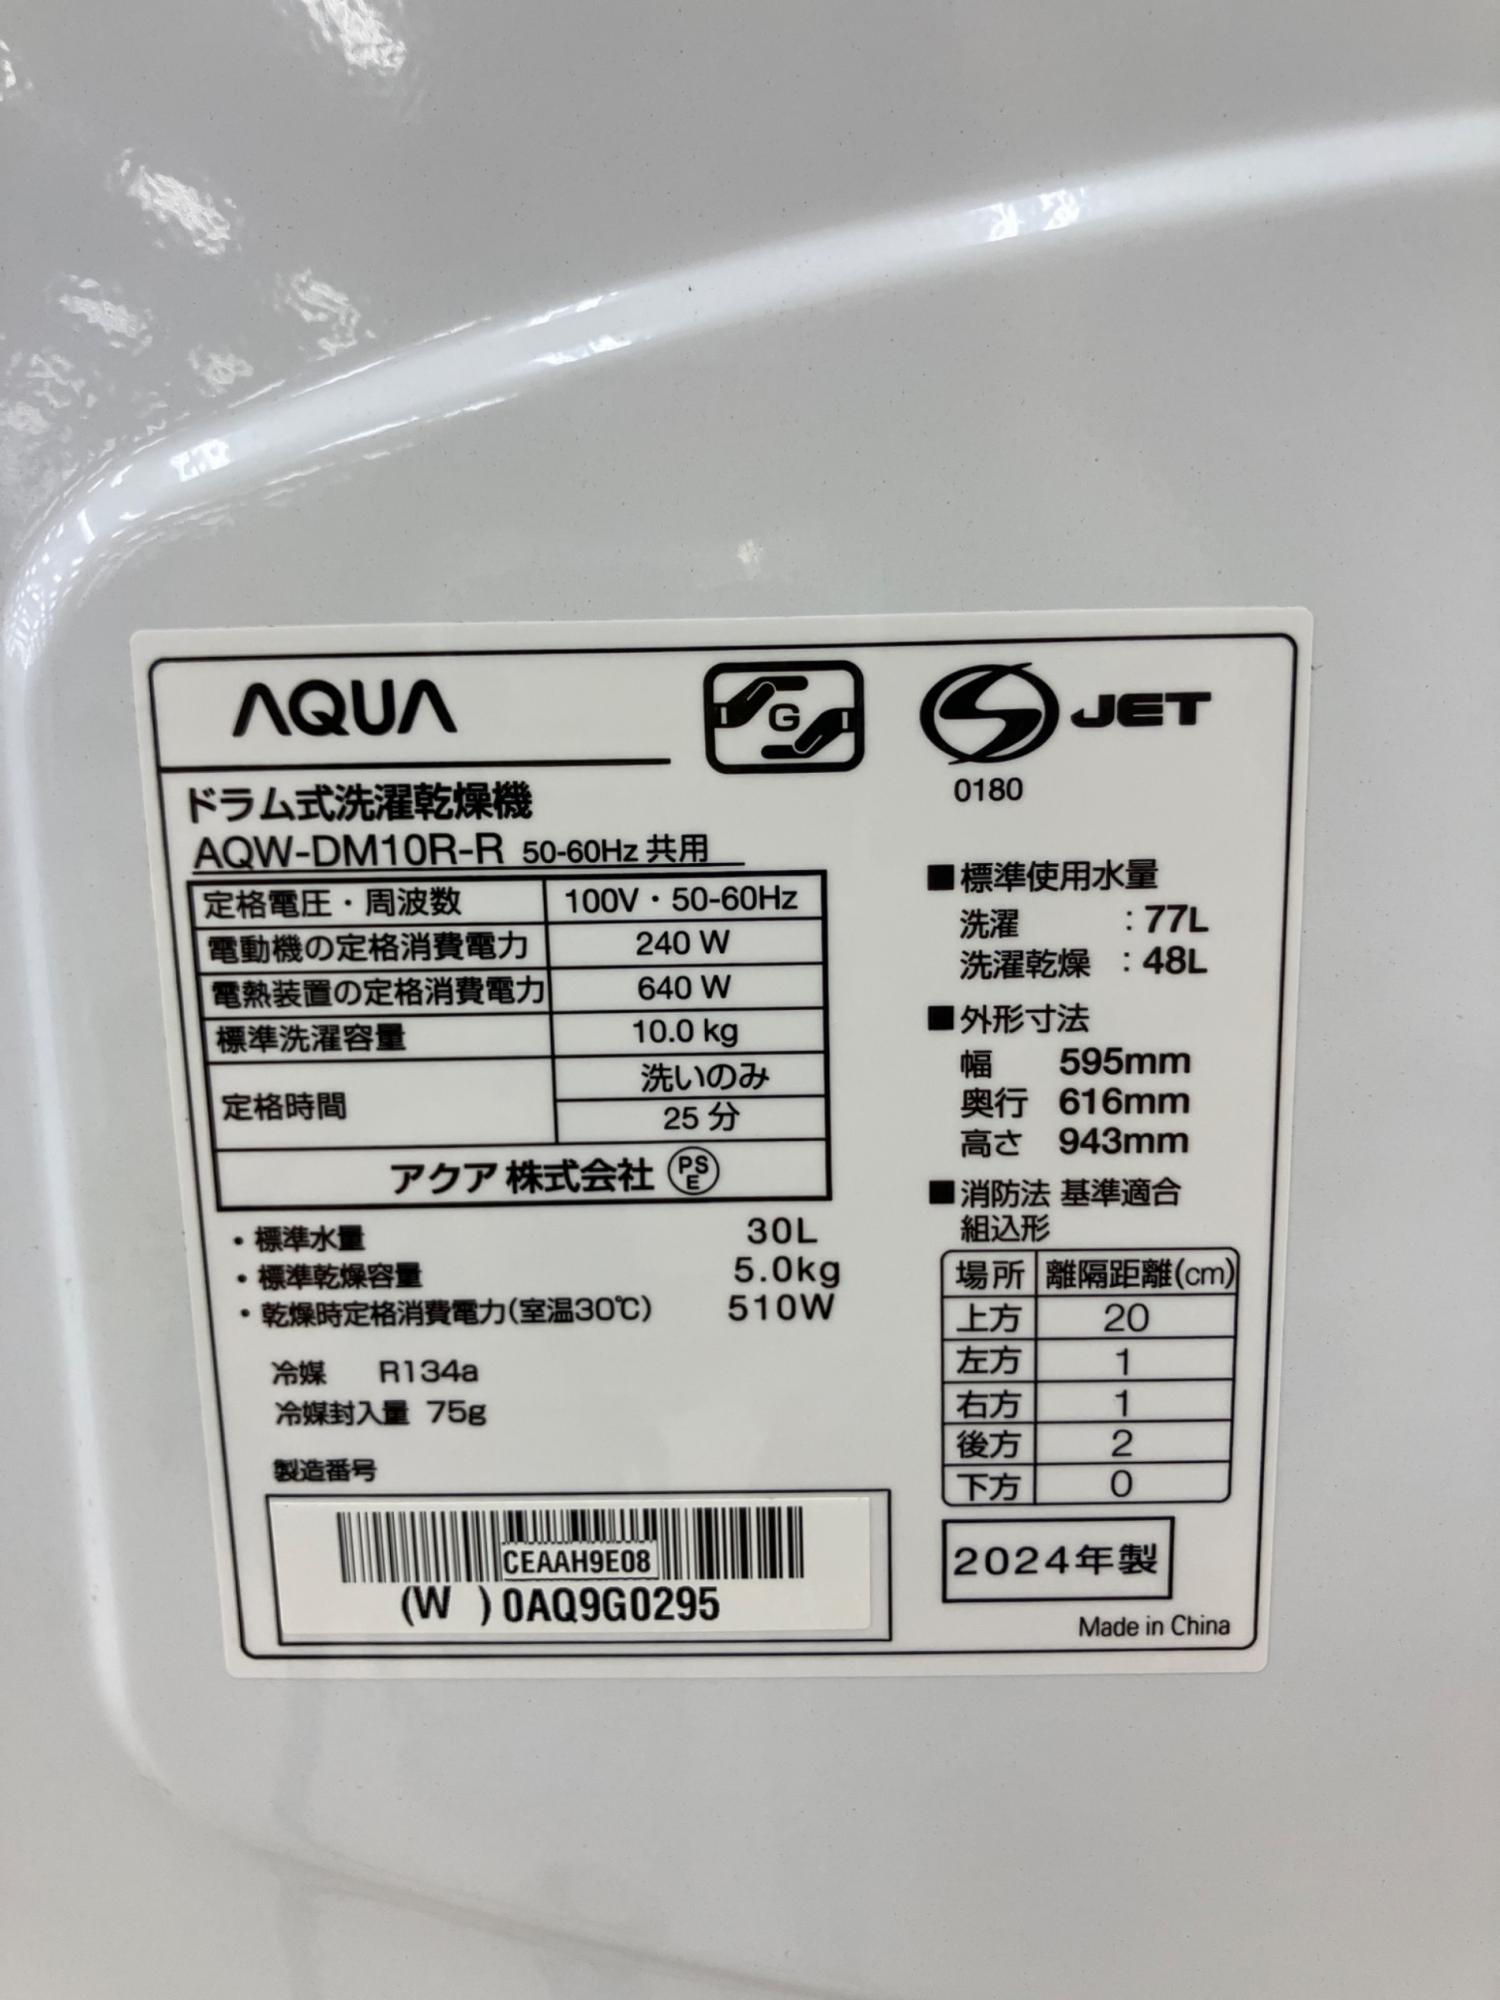 AQUA
G
JET
0180
ドラム式洗濯乾燥機
AQW-DM10R-R 50-60Hz 共用
定格電圧・周波数 100V・50-60Hz
電動機の定格消費電力 240 W
電熱装置の定格消費電力 640 W
標準洗濯容量 10.0 kg
定格時間 洗いのみ
25 分
アクア 株式会社 PSE
・標準水量 30L
・標準乾燥容量 5.0kg
・乾燥時定格消費電力(室温30℃) 510W
冷媒 R134a
冷媒封入量 75g
製造番号
CEAAH9E08
(W )0AQ9G0295
■標準使用水量
洗濯 : 77L
洗濯乾燥 : 48L
■外形寸法
幅 595mm
奥行 616mm
高さ 943mm
■消防法 基準適合
組込形
場所 離隔距離(cm)
上方 20
左方 1
右方 1
後方 2
下方 0
2024年製
Made in China